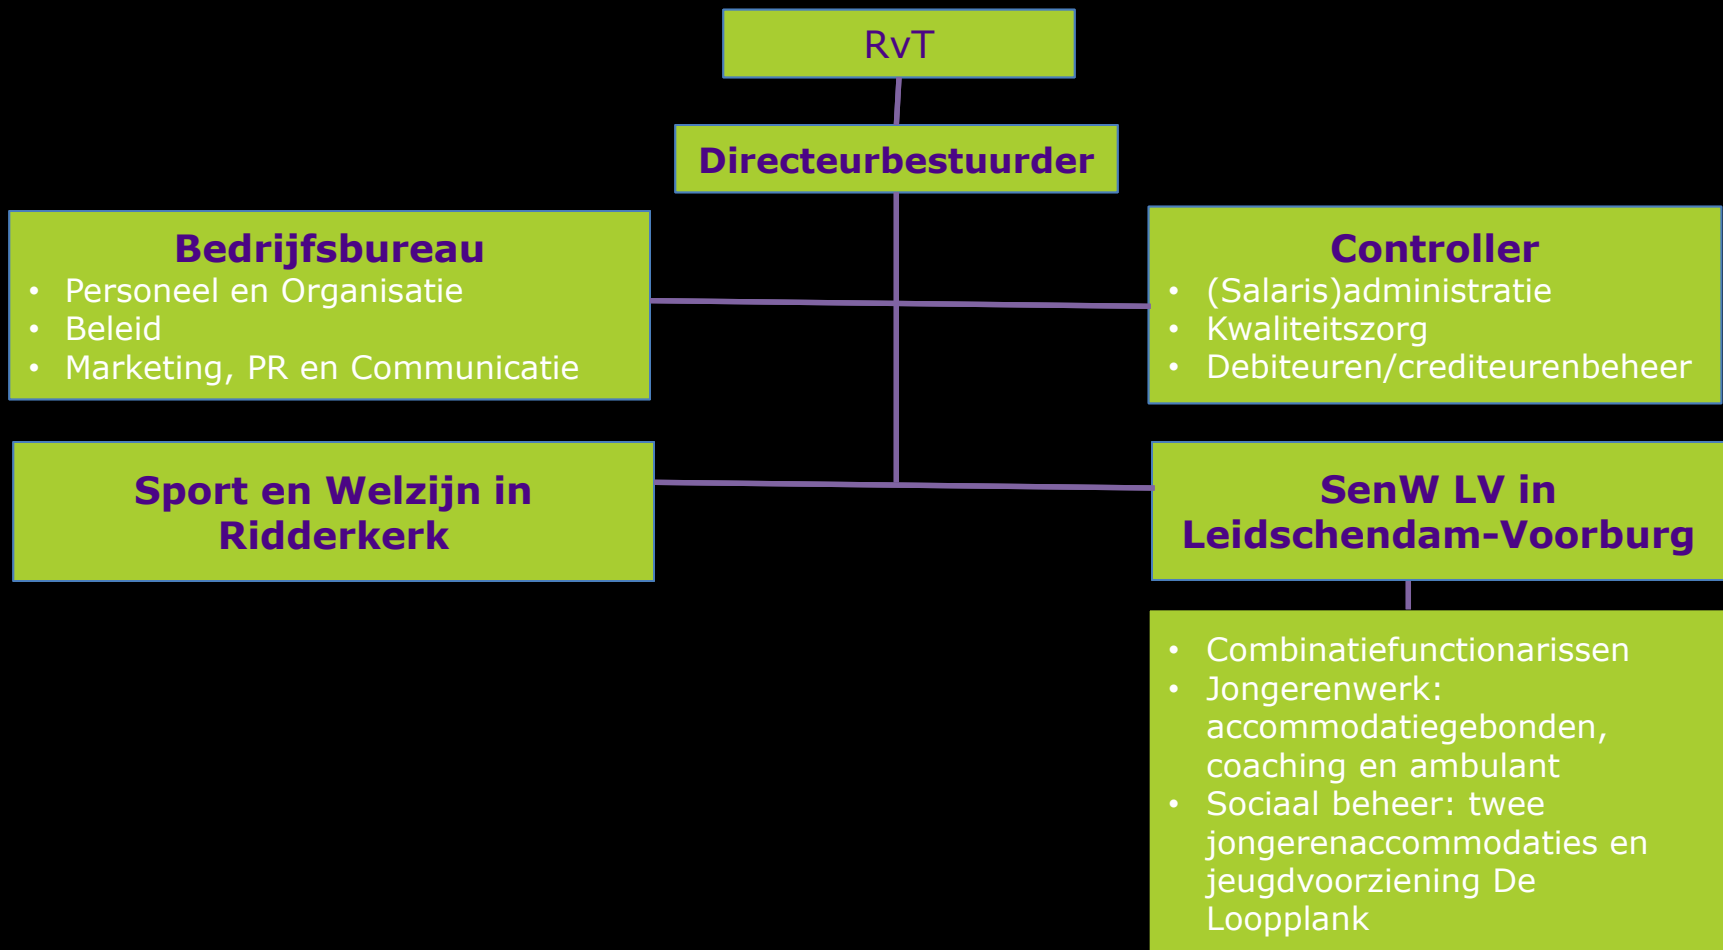 RvT
Directeurbestuurder
Bedrijfsbureau
• Personeel en Organisatie
• Beleid
• Marketing, PR en Communicatie
Controller
• (Salaris)administratie
• Kwaliteitszorg
• Debiteuren/crediteurenbeheer
Sport en Welzijn in
Ridderkerk
SenW LV in
Leidschendam-Voorburg
• Combinatiefunctionarissen
• Jongerenwerk:
accommodatiegebonden,
coaching en ambulant
• Sociaal beheer: twee
jongerenaccommodaties en
jeugdvoorziening De
Loopplank